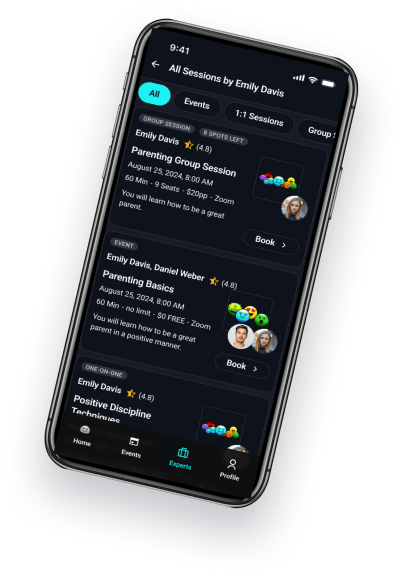 9:41
All Sessions by Emily Davis
All
Events
1:1 Sessions
Group
GROUP SESSION
8 SPOTS LEFT
Emily Davis (4.8)
Parenting Group Session
August 25, 2024, 8:00 AM
60 Min - 9 Seats - $20pp - Zoom
You will learn how to be a great
parent.
Book
EVENT
Emily Davis, Daniel Weber (4.8)
Parenting Basics
August 25, 2024, 8:00 AM
60 Min - no limit - $0 FREE - Zoom
You will learn how to be a great
parent in a positive manner.
Book
ONE-ON-ONE
Emily Davis (4.8)
Positive Discipline
Techniques
Home
Events
Experts
Profile